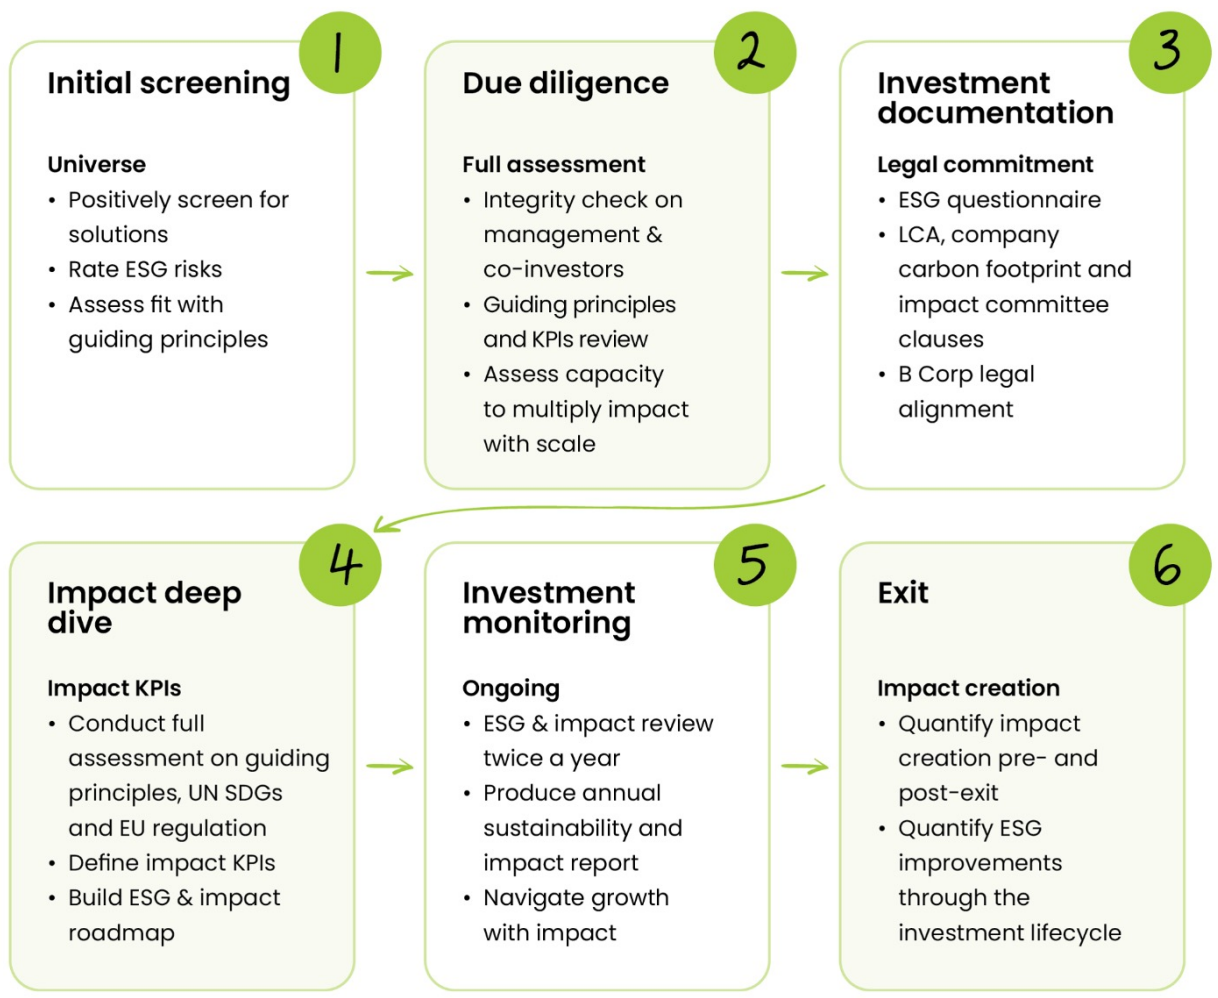 1
Initial screening
Universe
• Positively screen for
solutions
• Rate ESG risks
• Assess fit with
guiding principles
2
Due diligence
Full assessment
• Integrity check on
management &
co-investors
• Guiding principles
and KPIs review
• Assess capacity
to multiply impact
with scale
3
Investment
documentation
Legal commitment
• ESG questionnaire
• LCA, company
carbon footprint and
impact committee
clauses
• B Corp legal
alignment
4
Impact deep
dive
Impact KPIs
• Conduct full
assessment on guiding
principles, UN SDGs
and EU regulation
• Define impact KPIs
• Build ESG & impact
roadmap
5
Investment
monitoring
Ongoing
• ESG & impact review
twice a year
• Produce annual
sustainability and
impact report
• Navigate growth
with impact
6
Exit
Impact creation
• Quantify impact
creation pre- and
post-exit
• Quantify ESG
improvements
through the
investment lifecycle